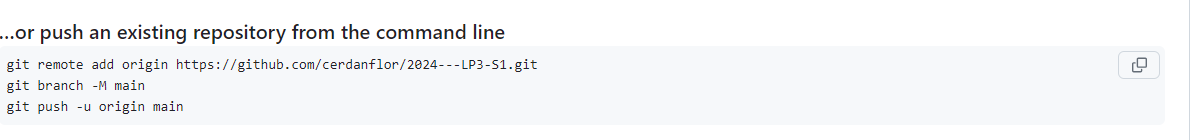 ...or push an existing repository from the command line
git remote add origin https://github.com/cerdanflor/2024---LP3-S1.git
git branch -M main
git push -u origin main